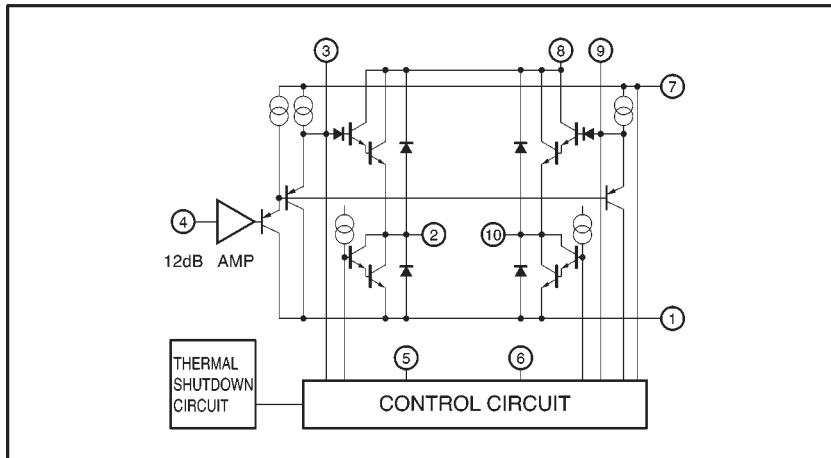 3
8
9
7
4
12dB AMP
2
10
1
5
6
THERMAL
SHUTDOWN
CIRCUIT
CONTROL CIRCUIT